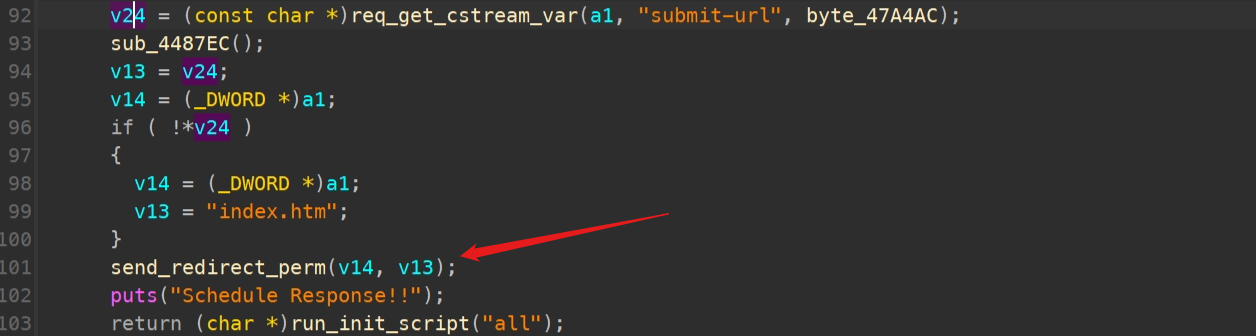 92 v24 = (const char *)req_get_cstream_var(a1, "submit-url", byte_47A4AC);
93 sub_4487EC();
94 v13 = v24;
95 v14 = (_DWORD *)a1;
96 if ( !*v24 )
97 {
98 v14 = (_DWORD *)a1;
99 v13 = "index.htm";
100 }
101 send_redirect_perm(v14, v13);
102 puts("Schedule Response!!");
103 return (char *)run_init_script("all");